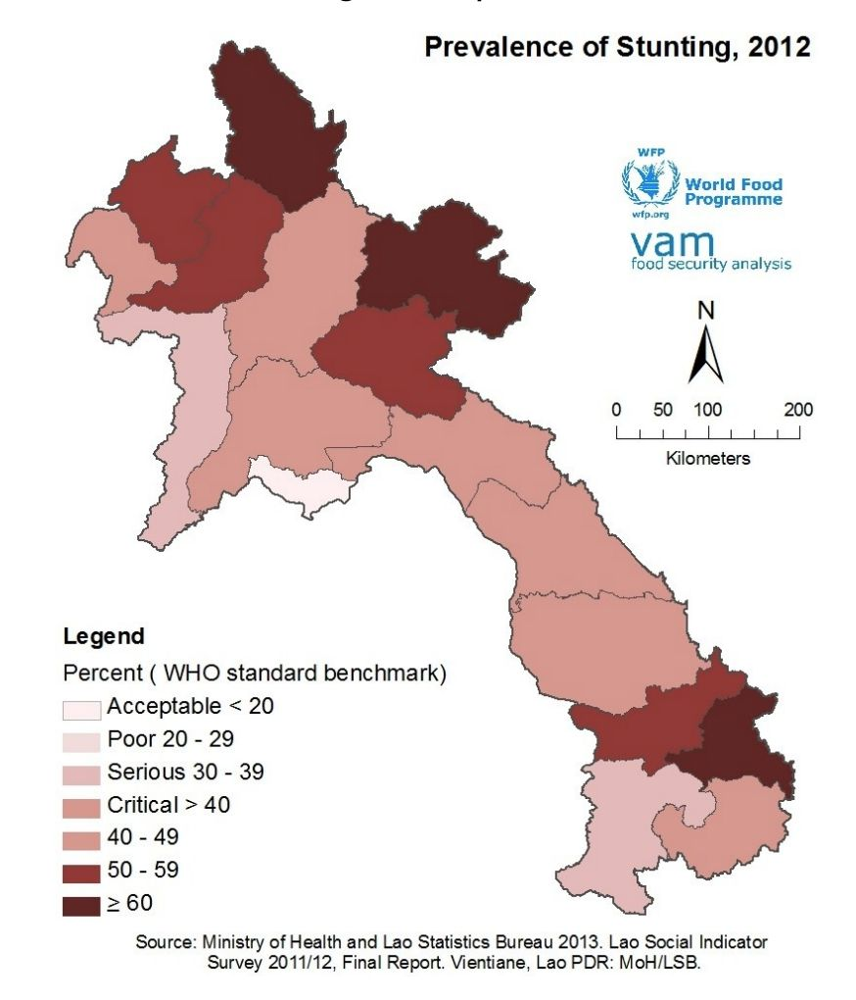 Prevalence of Stunting, 2012
WFP
wfp.org
World Food
Programme
vam
food security analysis
N
0 50 100 200
Kilometers
Legend
Percent ( WHO standard benchmark)
Acceptable < 20
Poor 20 - 29
Serious 30 - 39
Critical > 40
40 - 49
50 - 59
≥ 60
Source: Ministry of Health and Lao Statistics Bureau 2013. Lao Social Indicator
Survey 2011/12, Final Report. Vientiane, Lao PDR: MoH/LSB.